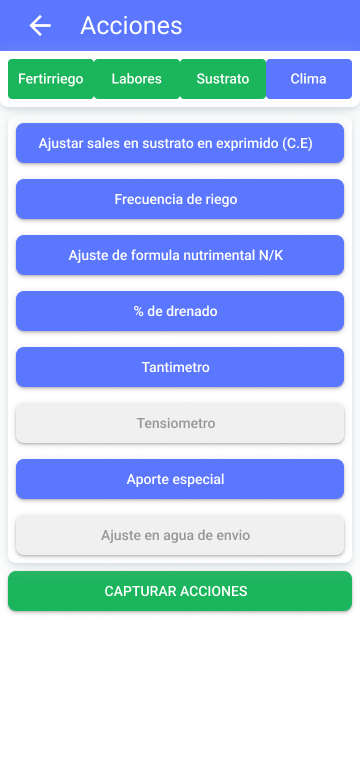 Acciones
Fertirriego
Labores
Sustrato
Clima
Ajustar sales en sustrato en exprimido (C.E)
Frecuencia de riego
Ajuste de formula nutrimental N/K
% de drenado
Tantimetro
Tensiometro
Aporte especial
Ajuste en agua de envio
CAPTURAR ACCIONES